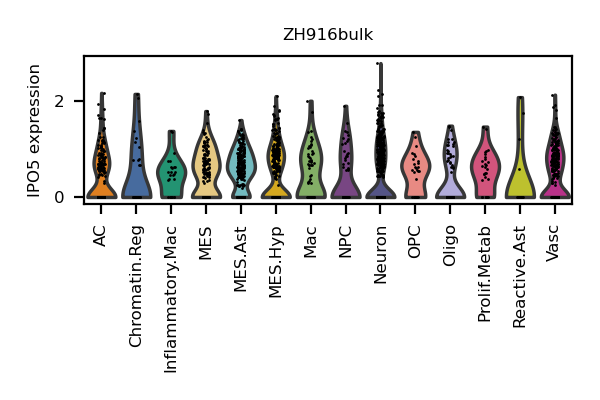 ZH916bulk
IPO5 expression
2
0
AC
Chromatin.Reg
Inflammatory.Mac
MES
MES.Ast
MES.Hyp
Mac
NPC
Neuron
OPC
Oligo
Prolif.Metab
Reactive.Ast
Vasc